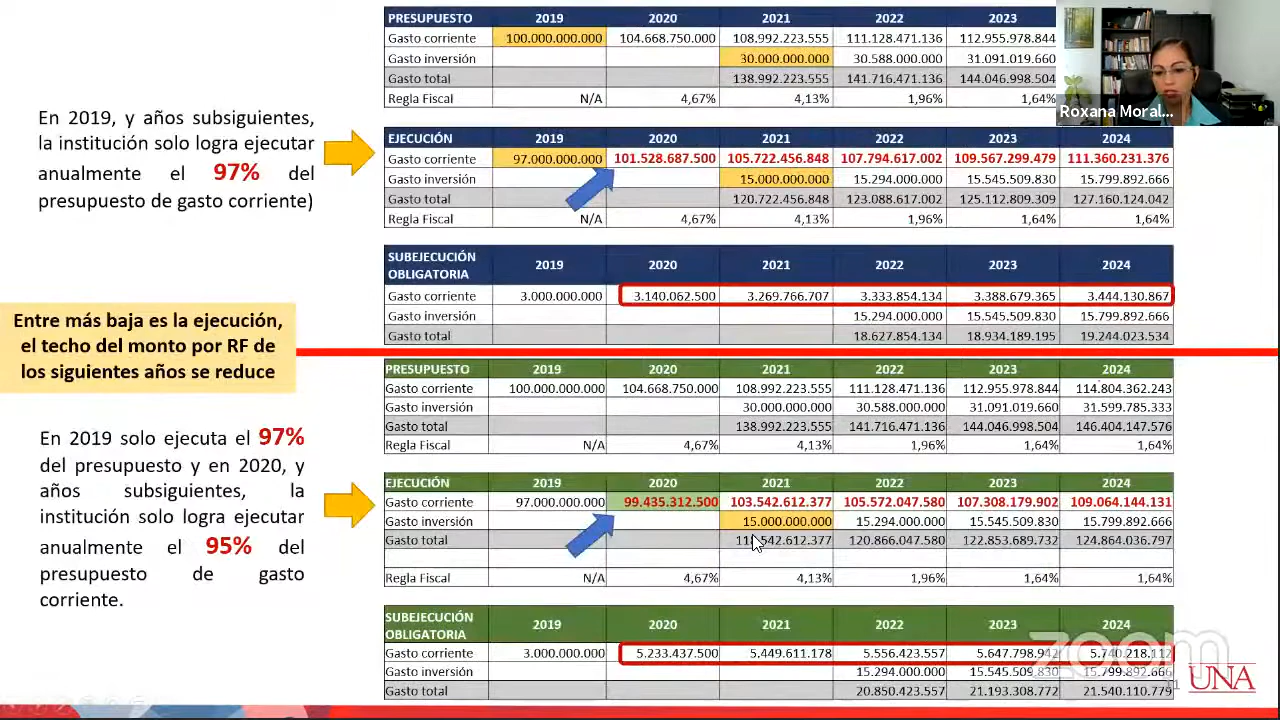 PRESUPUESTO 2019 2020 2021 2022 2023
Gasto corriente 100.000.000.000 104.668.750.000 108.992.223.555 111.128.471.136 112.955.978.844
Gasto inversión 30.000.000.000 30.588.000.000 31.091.019.660
Gasto total 138.992.223.555 141.716.471.136 144.046.998.504
Regla Fiscal N/A 4,67% 4,13% 1,96% 1,64%
Roxana Moral...
En 2019, y años subsiguientes,
la institución solo logra ejecutar
anualmente el 97% del
presupuesto de gasto corriente)
EJECUCIÓN 2019 2020 2021 2022 2023 2024
Gasto corriente 97.000.000.000 101.528.687.500 105.722.456.848 107.794.617.002 109.567.299.479 111.360.231.376
Gasto inversión 15.000.000.000 15.294.000.000 15.545.509.830 15.799.892.666
Gasto total 120.722.456.848 123.088.617.002 125.112.809.309 127.160.124.042
Regla Fiscal N/A 4,67% 4,13% 1,96% 1,64% 1,64%
SUBEJECUCIÓN
OBLIGATORIA 2019 2020 2021 2022 2023 2024
Gasto corriente 3.000.000.000 3.140.062.500 3.269.766.707 3.333.854.134 3.388.679.365 3.444.130.867
Gasto inversión 15.294.000.000 15.545.509.830 15.799.892.666
Gasto total 18.627.854.134 18.934.189.195 19.244.023.534
Entre más baja es la ejecución,
el techo del monto por RF de
los siguientes años se reduce
PRESUPUESTO 2019 2020 2021 2022 2023 2024
Gasto corriente 100.000.000.000 104.668.750.000 108.992.223.555 111.128.471.136 112.955.978.844 114.804.362.243
Gasto inversión 30.000.000.000 30.588.000.000 31.091.019.660 31.599.785.333
Gasto total 138.992.223.555 141.716.471.136 144.046.998.504 146.404.147.576
Regla Fiscal N/A 4,67% 4,13% 1,96% 1,64% 1,64%
En 2019 solo ejecuta el 97%
del presupuesto y en 2020, y
años subsiguientes, la
institución solo logra ejecutar
anualmente el 95% del
presupuesto de gasto
corriente.
EJECUCIÓN 2019 2020 2021 2022 2023 2024
Gasto corriente 97.000.000.000 99.435.312.500 103.542.612.377 105.572.047.580 107.308.179.902 109.064.144.131
Gasto inversión 15.000.000.000 15.294.000.000 15.545.509.830 15.799.892.666
Gasto total 120.866.047.580 122.853.689.732 124.864.036.797
Regla Fiscal N/A 4,67% 4,13% 1,96% 1,64% 1,64%
SUBEJECUCIÓN
OBLIGATORIA 2019 2020 2021 2022 2023 2024
Gasto corriente 3.000.000.000 5.233.437.500 5.449.611.178 5.556.423.557 5.647.798.942 5.740.218.112
Gasto inversión 15.294.000.000 15.545.509.830 15.799.892.666
Gasto total 20.850.423.557 21.193.308.772 21.540.110.779
zoom
UNA